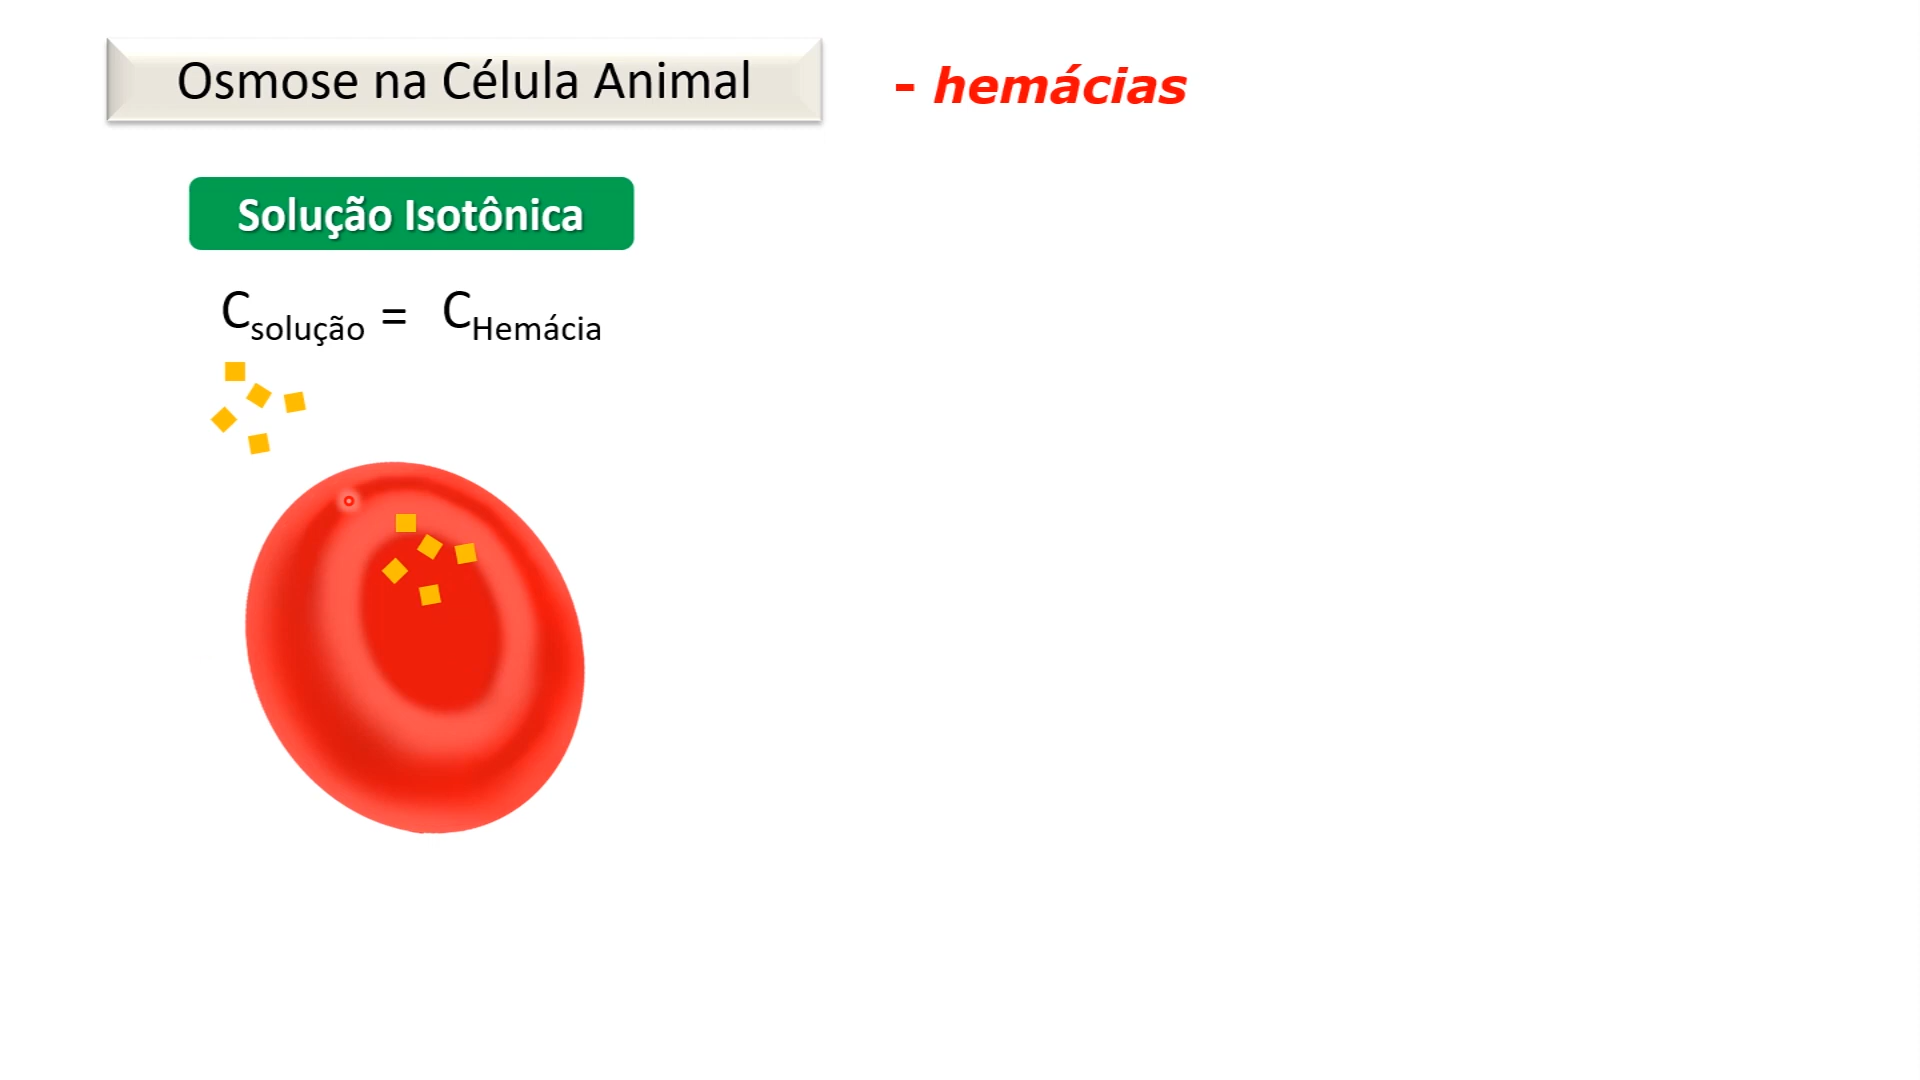 Osmose na Célula Animal - hemácias
Solução Isotônica
Csolução = CHemácia